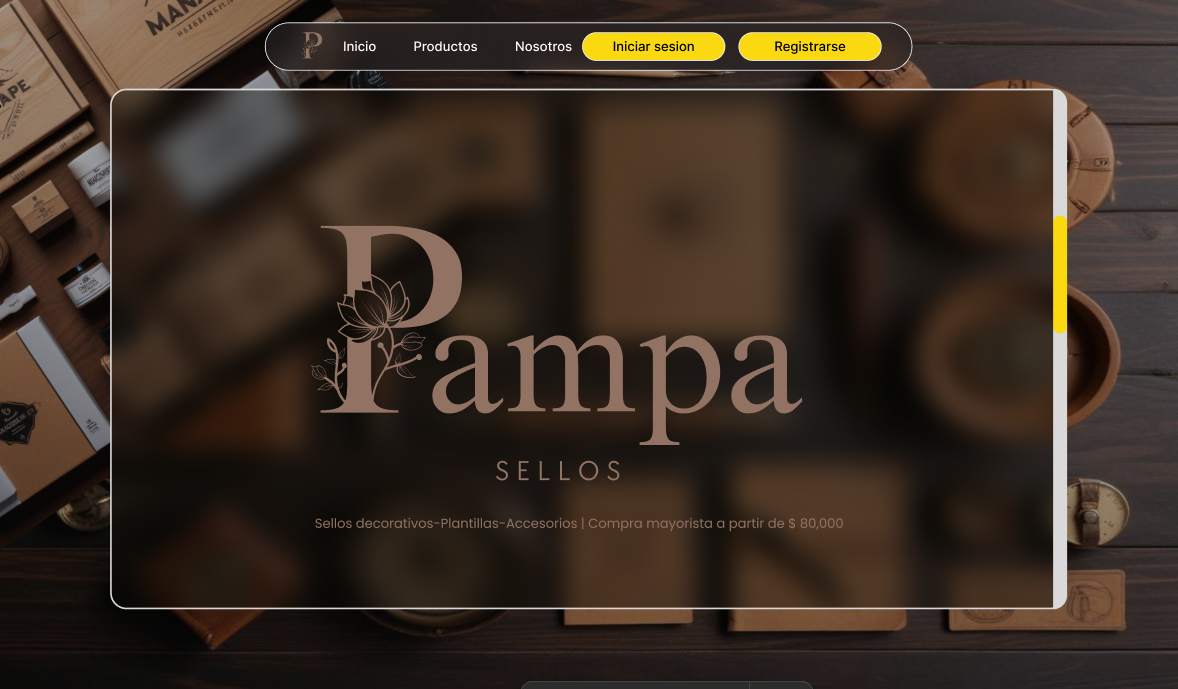 Inicio Productos Nosotros Iniciar sesion Registrarse
Pampa
SELLOS
Sellos decorativos-Plantillas-Accesorios | Compra mayorista a partir de $ 80,000